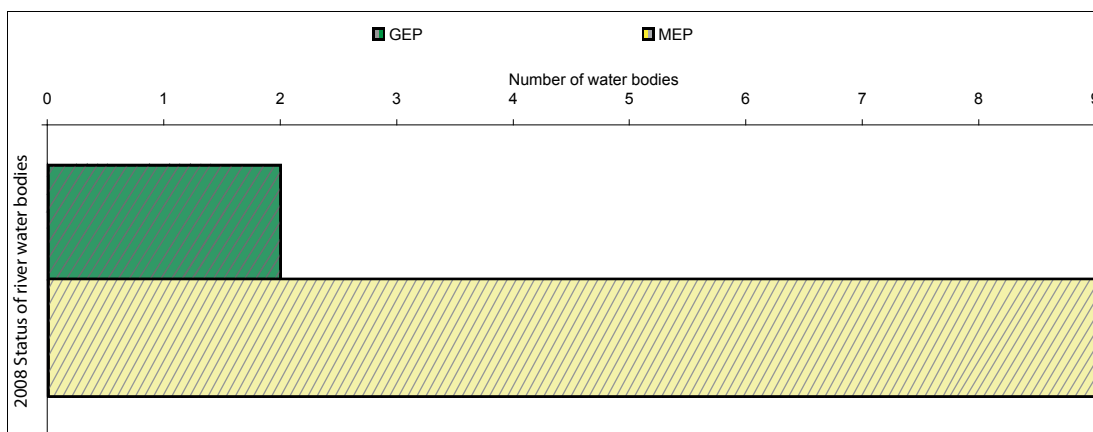 GEP MEP
Number of water bodies
0 1 2 3 4 5 6 7 8 9
2008 Status of river water bodies